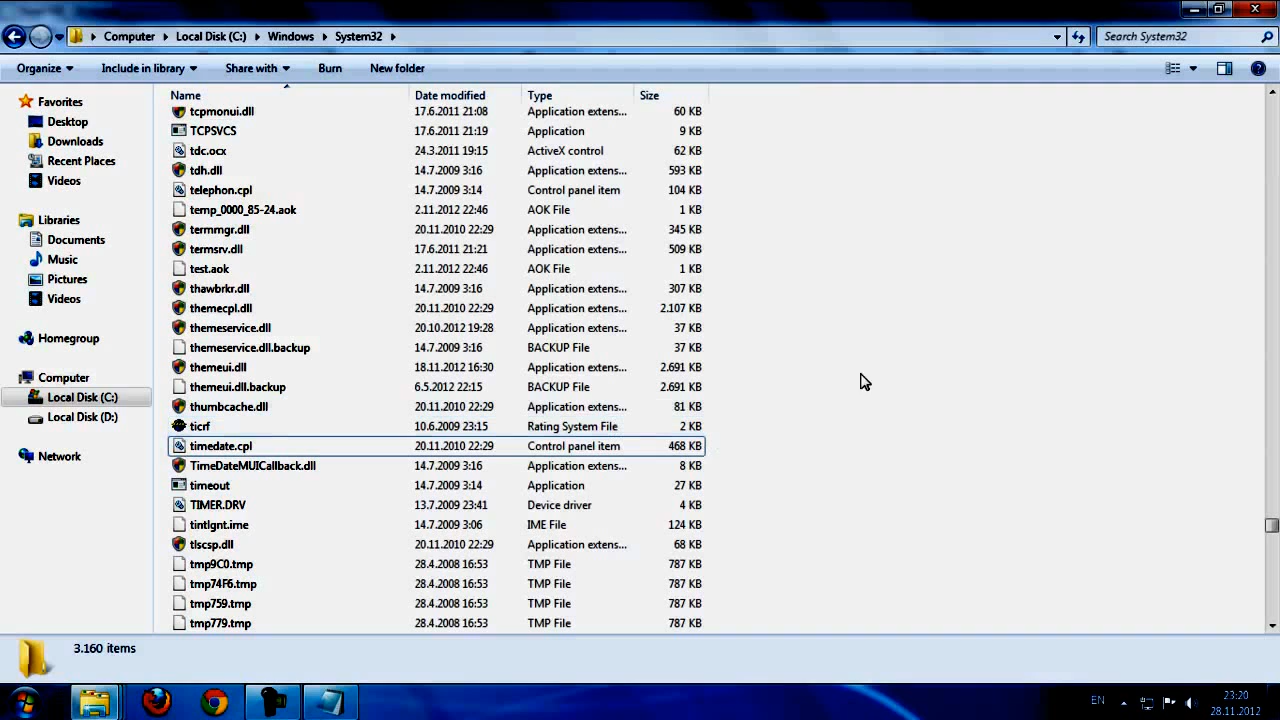 Computer Local Disk (C:) Windows System32 Search System32
Organize Include in library Share with Burn New folder
Favorites
Desktop
Downloads
Recent Places
Videos
Libraries
Documents
Music
Pictures
Videos
Homegroup
Computer
Local Disk (C:)
Local Disk (D:)
Network
Name Date modified Type Size
tcpmonui.dll 17.6.2011 21:08 Application extens... 60 KB
TCPSVCS 17.6.2011 21:19 Application 9 KB
tdc.ocx 24.3.2011 19:15 ActiveX control 62 KB
tdh.dll 14.7.2009 3:16 Application extens... 593 KB
telephon.cpl 14.7.2009 3:14 Control panel item 104 KB
temp_0000_85-24.aok 2.11.2012 22:46 AOK File 1 KB
termmgr.dll 20.11.2010 22:29 Application extens... 345 KB
termsrv.dll 17.6.2011 21:21 Application extens... 509 KB
test.aok 2.11.2012 22:46 AOK File 1 KB
thawbrkr.dll 14.7.2009 3:16 Application extens... 307 KB
themecpl.dll 20.11.2010 22:29 Application extens... 2.107 KB
themeservice.dll 20.10.2012 19:28 Application extens... 37 KB
themeservice.dll.backup 14.7.2009 3:16 BACKUP File 37 KB
themeui.dll 18.11.2012 16:30 Application extens... 2.691 KB
themeui.dll.backup 6.5.2012 22:15 BACKUP File 2.691 KB
thumbcache.dll 20.11.2010 22:29 Application extens... 81 KB
ticrf 10.6.2009 23:15 Rating System File 2 KB
timedate.cpl 20.11.2010 22:29 Control panel item 468 KB
TimeDateMUICallback.dll 14.7.2009 3:16 Application extens... 8 KB
timeout 14.7.2009 3:14 Application 27 KB
TIMER.DRV 13.7.2009 23:41 Device driver 4 KB
tintlgnt.ime 14.7.2009 3:06 IME File 124 KB
tlscsp.dll 20.11.2010 22:29 Application extens... 68 KB
tmp9C0.tmp 28.4.2008 16:53 TMP File 787 KB
tmp74F6.tmp 28.4.2008 16:53 TMP File 787 KB
tmp759.tmp 28.4.2008 16:53 TMP File 787 KB
tmp779.tmp 28.4.2008 16:53 TMP File 787 KB
3.160 items
EN 23:20
28.11.2012